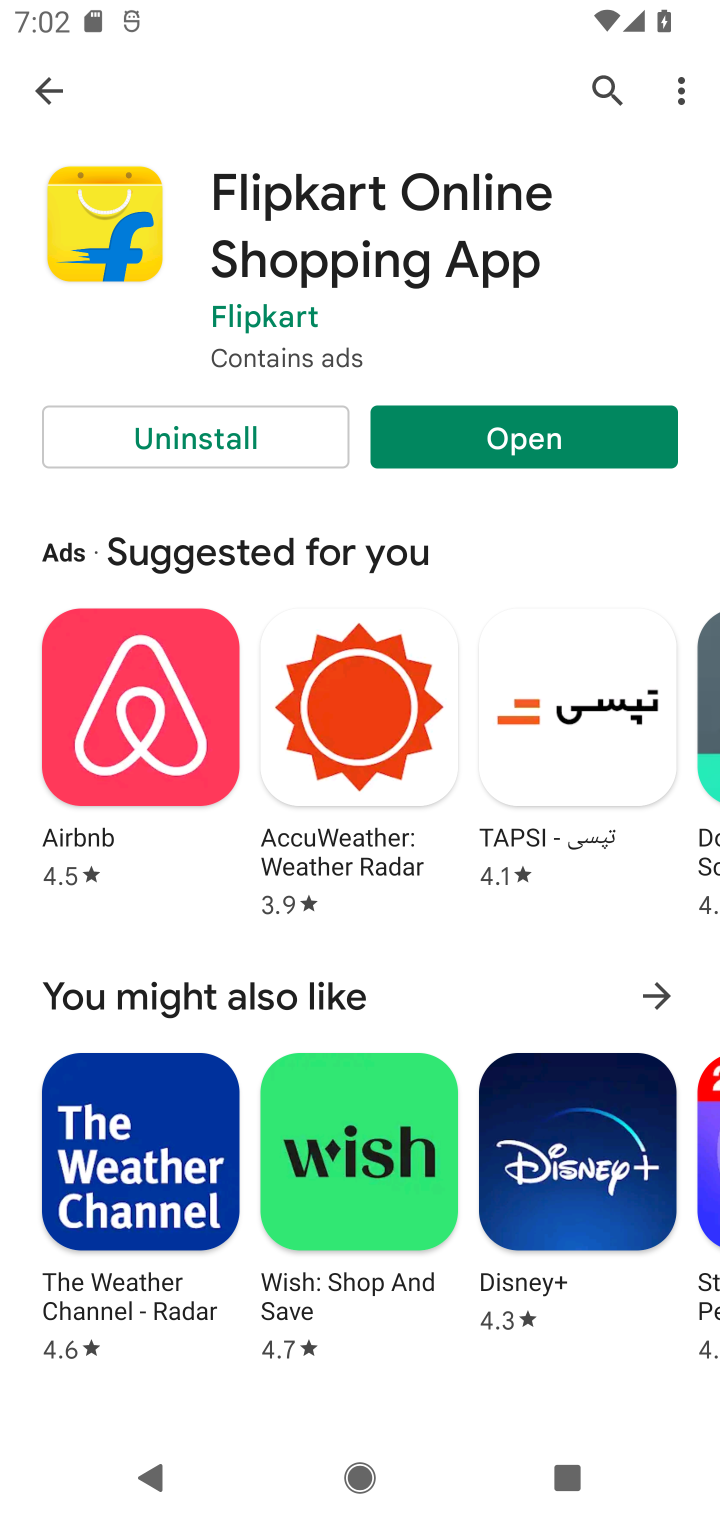 7:02
Flipkart Online
Shopping App
Flipkart
Contains ads
Uninstall
Open
Ads · Suggested for you
تپسی
Airbnb
4.5★
AccuWeather:
Weather Radar
3.9★
TAPSI - تپسی
4.1★
Do
Sc
4.
You might also like
The
Weather
Channel
wish
Disney+
2
The Weather
Channel - Radar
4.6★
Wish: Shop And
Save
4.7★
Disney+
4.3★
St
Pe
4.